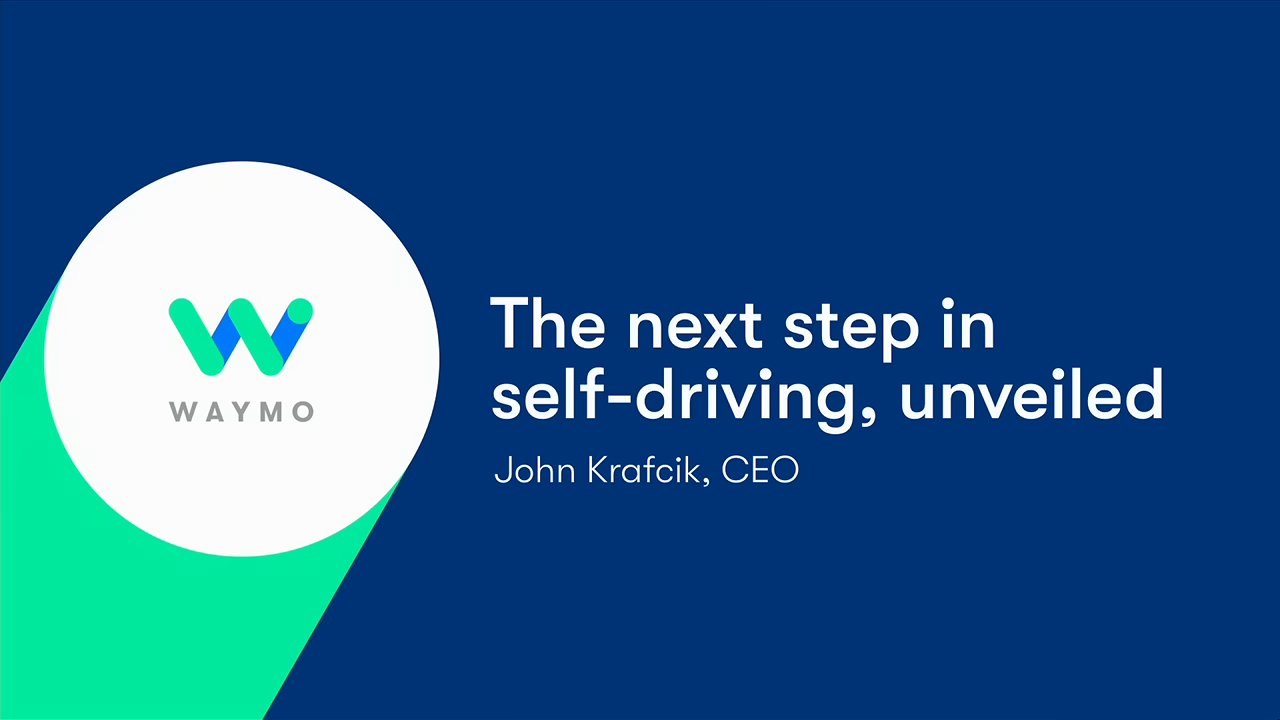 WAYMO
The next step in
self-driving, unveiled
John Krafcik, CEO